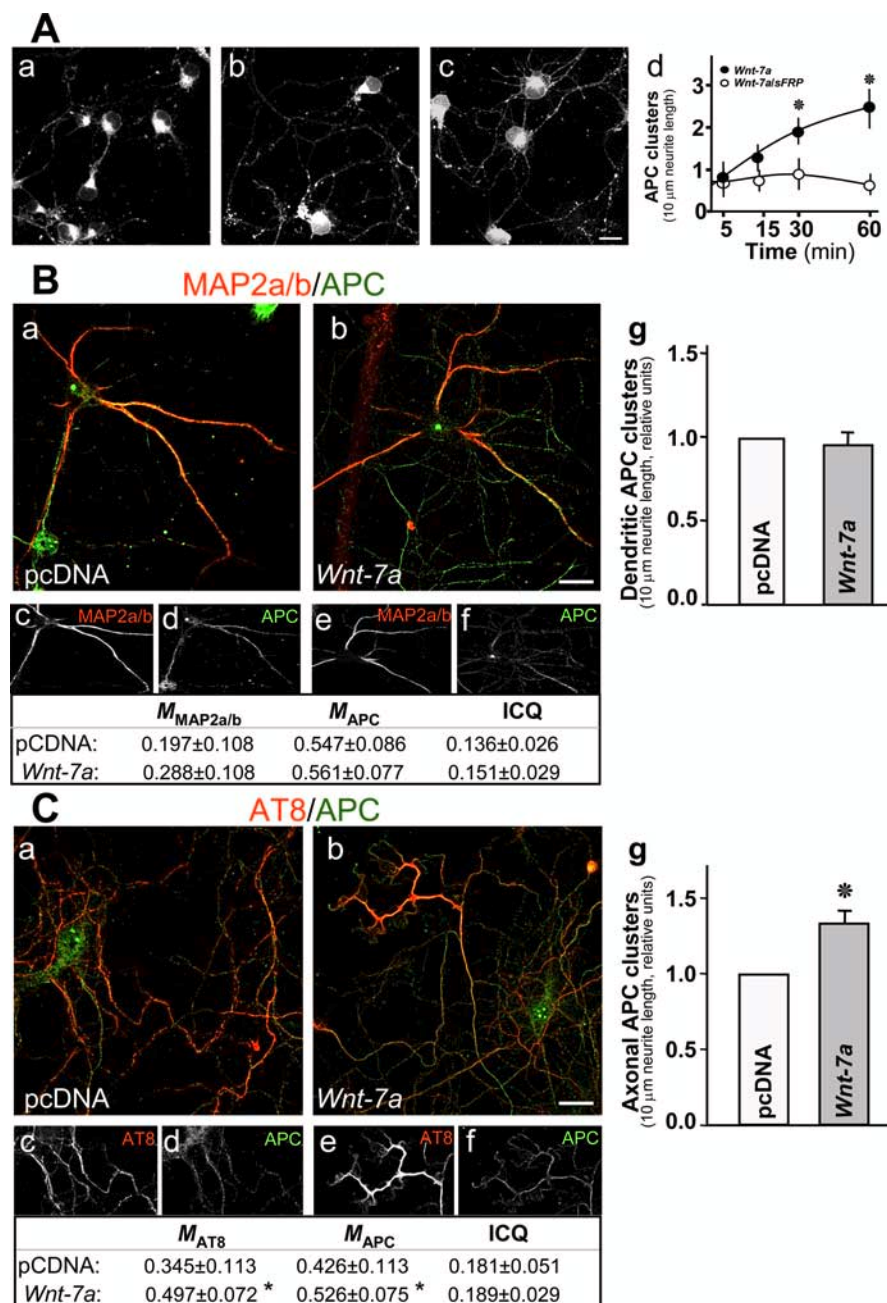 A
a
b
c
d
Wnt-7a
Wnt-7a/sFRP
APC clusters
(10 µm neurite length)
3
2
1
0
5 15 30 60
Time (min)
*
*
B
MAP2a/b/APC
a
b
pcDNA
Wnt-7a
g
Dendritic APC clusters
(10 µm neurite length, relative units)
1.5
1.0
0.5
0.0
pcDNA
Wnt-7a
c
MAP2a/b
d
APC
e
MAP2a/b
f
APC
MMAP2a/b MAPC ICQ
pCDNA: 0.197±0.108 0.547±0.086 0.136±0.026
Wnt-7a: 0.288±0.108 0.561±0.077 0.151±0.029
C
AT8/APC
a
b
pcDNA
Wnt-7a
g
Axonal APC clusters
(10 µm neurite length, relative units)
1.5
1.0
0.5
0.0
*
pcDNA
Wnt-7a
c
AT8
d
APC
e
AT8
f
APC
MAT8 MAPC ICQ
pCDNA: 0.345±0.113 0.426±0.113 0.181±0.051
Wnt-7a: 0.497±0.072 * 0.526±0.075 * 0.189±0.029